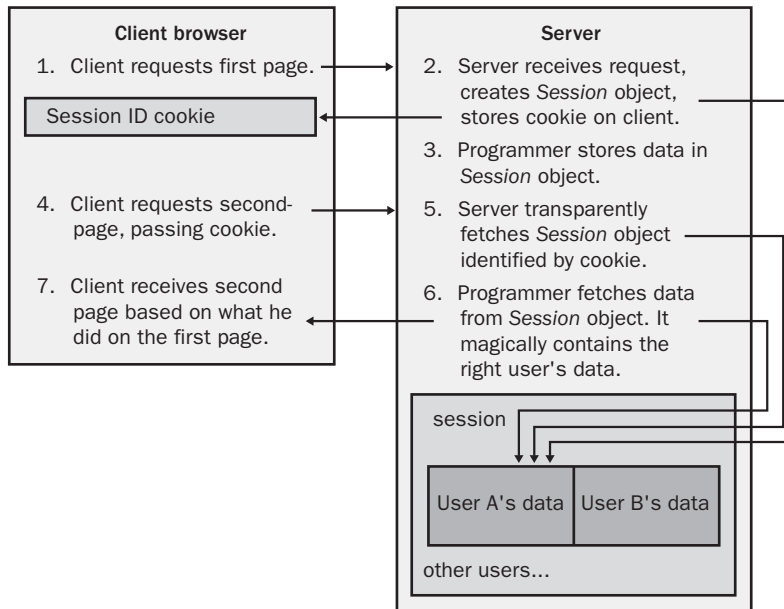 Client browser
1. Client requests first page.
Session ID cookie
4. Client requests second-
page, passing cookie.
7. Client receives second
page based on what he
did on the first page.
Server
2. Server receives request,
creates Session object,
stores cookie on client.
3. Programmer stores data in
Session object.
5. Server transparently
fetches Session object
identified by cookie.
6. Programmer fetches data
from Session object. It
magically contains the
right user's data.
session
User A's data
User B's data
other users...